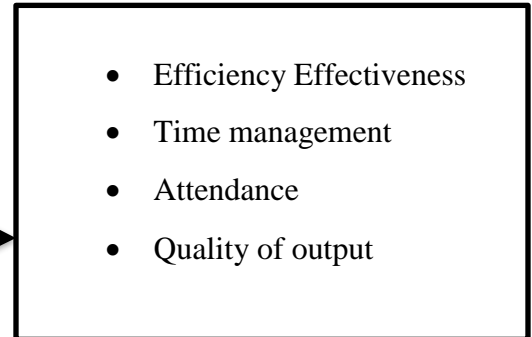 • Efficiency Effectiveness
• Time management
• Attendance
• Quality of output